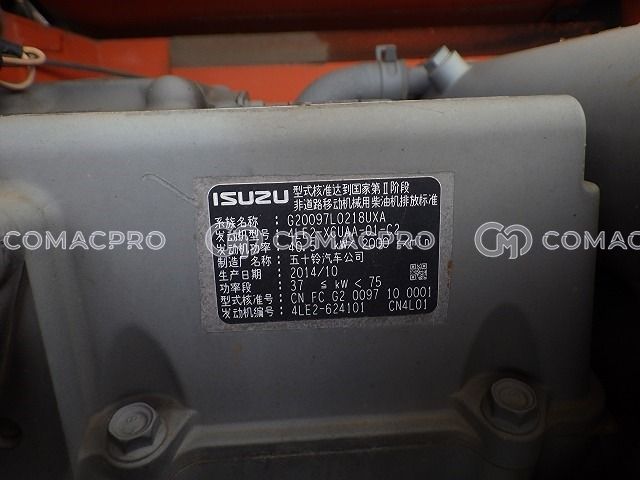 ISUZU 型式核准达到国家第Ⅱ阶段
非道路移动机械用柴油机排放标准
系族名称: G20097L0218UXA
发动机型号: 4LE2-X6UAA-01-C2
发动机功率: 46.5 kW× 2000 r/min
制造厂名称: 五十铃汽车公司
生产日期: 2014/10
功率段: 37 ≦ kW < 75
型式核准号: CN FC G2 0097 10 0001
发动机编号: 4LE2-624101 CN4L01
COMACPRO COMACPRO COMACPRO